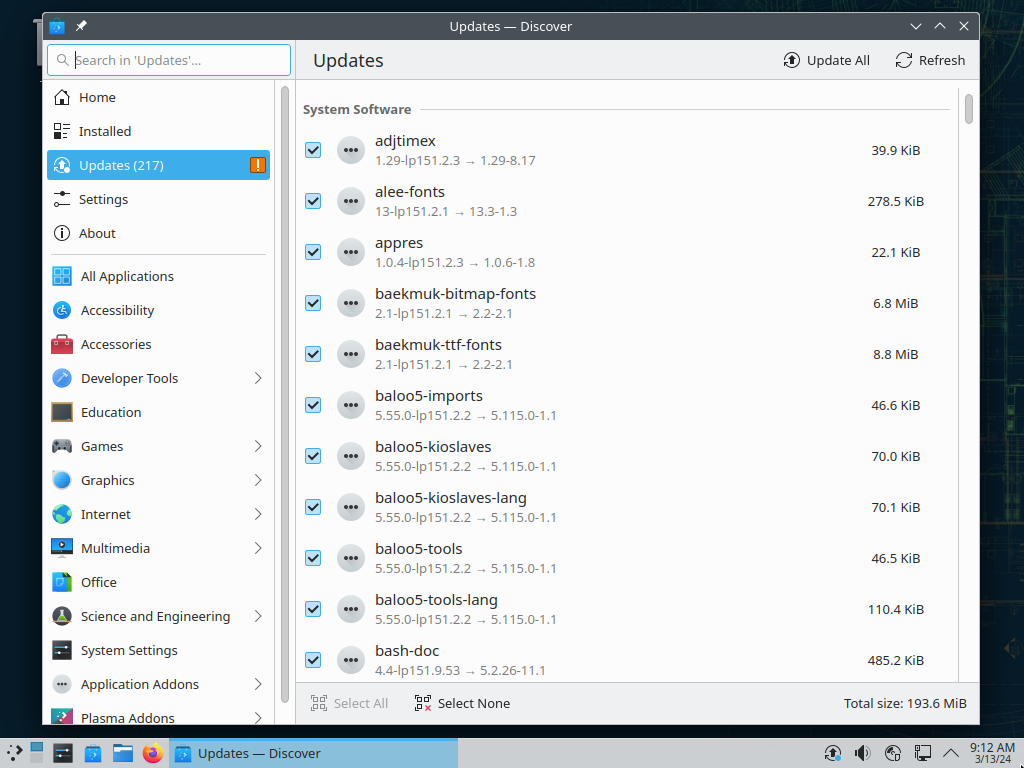 Updates — Discover
Search in 'Updates'...
Updates
Update All
Refresh
Home
Installed
Updates (217)
Settings
About
All Applications
Accessibility
Accessories
Developer Tools
Education
Games
Graphics
Internet
Multimedia
Office
Science and Engineering
System Settings
Application Addons
Plasma Addons
System Software
adjtimex
39.9 KiB
1.29-lp151.2.3 → 1.29-8.17
alee-fonts
278.5 KiB
13-lp151.2.1 → 13.3-1.3
appres
22.1 KiB
1.0.4-lp151.2.3 → 1.0.6-1.8
baekmuk-bitmap-fonts
6.8 MiB
2.1-lp151.2.1 → 2.2-2.1
baekmuk-ttf-fonts
8.8 MiB
2.1-lp151.2.1 → 2.2-2.1
baloo5-imports
46.6 KiB
5.55.0-lp151.2.2 → 5.115.0-1.1
baloo5-kioslaves
70.0 KiB
5.55.0-lp151.2.2 → 5.115.0-1.1
baloo5-kioslaves-lang
70.1 KiB
5.55.0-lp151.2.2 → 5.115.0-1.1
baloo5-tools
46.5 KiB
5.55.0-lp151.2.2 → 5.115.0-1.1
baloo5-tools-lang
110.4 KiB
5.55.0-lp151.2.2 → 5.115.0-1.1
bash-doc
485.2 KiB
4.4-lp151.9.53 → 5.2.26-11.1
Select All
Select None
Total size: 193.6 MiB
Updates — Discover
9:12 AM
3/13/24